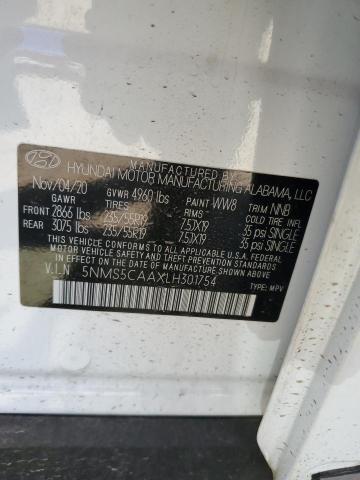 MANUFACTURED BY
HYUNDAI MOTOR MANUFACTURING ALABAMA, LLC
Nov/04/20 GVWR 4960 lbs PAINT WW8 TRIM NNB
GAWR TIRES RIMS COLD TIRE INFL
FRONT 2866 lbs 235/55R19 7.5JX19 35 psi SINGLE
REAR 3075 lbs 235/55R19 7.5JX19 35 psi SINGLE
THIS VEHICLE CONFORMS TO ALL APPLICABLE U.S. FEDERAL
MOTOR VEHICLE SAFETY AND THEFT PREVENTION STANDARDS IN
EFFECT ON THE DATE OF MANUFACTURE SHOWN ABOVE.
V.I.N 5NMS5CAAXLH301754
TYPE: MPV